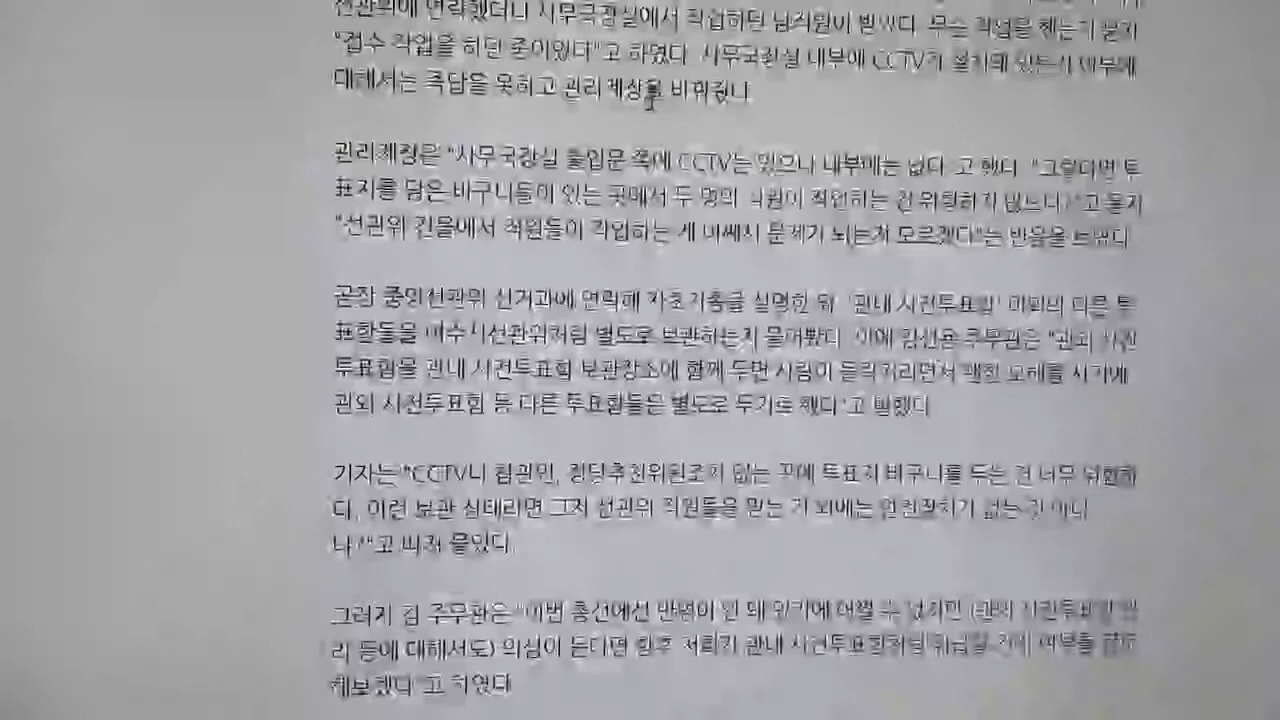 선관위에 연락했더니 사무국장실에서 작업하던 남직원이 받았다. 무슨 작업을 했는지 묻자
"접수 작업을 하던 중이었다"고 하였다. 사무국장실 내부에 CCTV가 설치돼 있는지 여부에
대해서는 즉답을 못하고 관리계장을 바꿔줬다.
관리계장은 "사무국장실 출입문 쪽에 CCTV는 있으나 내부에는 없다"고 했다. "그렇다면 투
표지를 담은 바구니들이 있는 곳에서 두 명의 직원이 작업하는 건 위험하지 않으냐?"고 묻자
"선관위 건물에서 직원들이 작업하는 게 어째서 문제가 되는지 모르겠다"는 반응을 보였다.
곧장 중앙선관위 선거과에 연락해 자초지종을 설명한 뒤 '관내 사전투표함' 이외의 다른 투
표함들을 여수시선관위처럼 별도로 보관하는지 물어봤다. 이에 주무관은 "관외 사전
투표함을 관내 사전투표함 보관장소에 함께 두면 사람이 들락거리면서 괜한 오해를 사기에
관외 사전투표함 등 다른 투표함들은 별도로 두기로 했다"고 말했다.
기자는 "CCTV나 참관인, 정당추천위원조차 없는 곳에 투표지 바구니를 두는 건 너무 위험하
다. 이런 보관 실태라면 그저 선관위 직원들을 믿는 거 외에는 안전장치가 없는 것 아니
냐?"고 따져 물었다.
그러자 김 주무관은 "이번 총선에선 반영이 안 돼 있기에 어쩔 수 없지만 (관외 사전투표함 관
리 등에 대해서도) 의심이 든다면 향후 저희가 관내 사전투표함처럼 취급할 건에 여부를 검토
해보겠다"고 하였다.